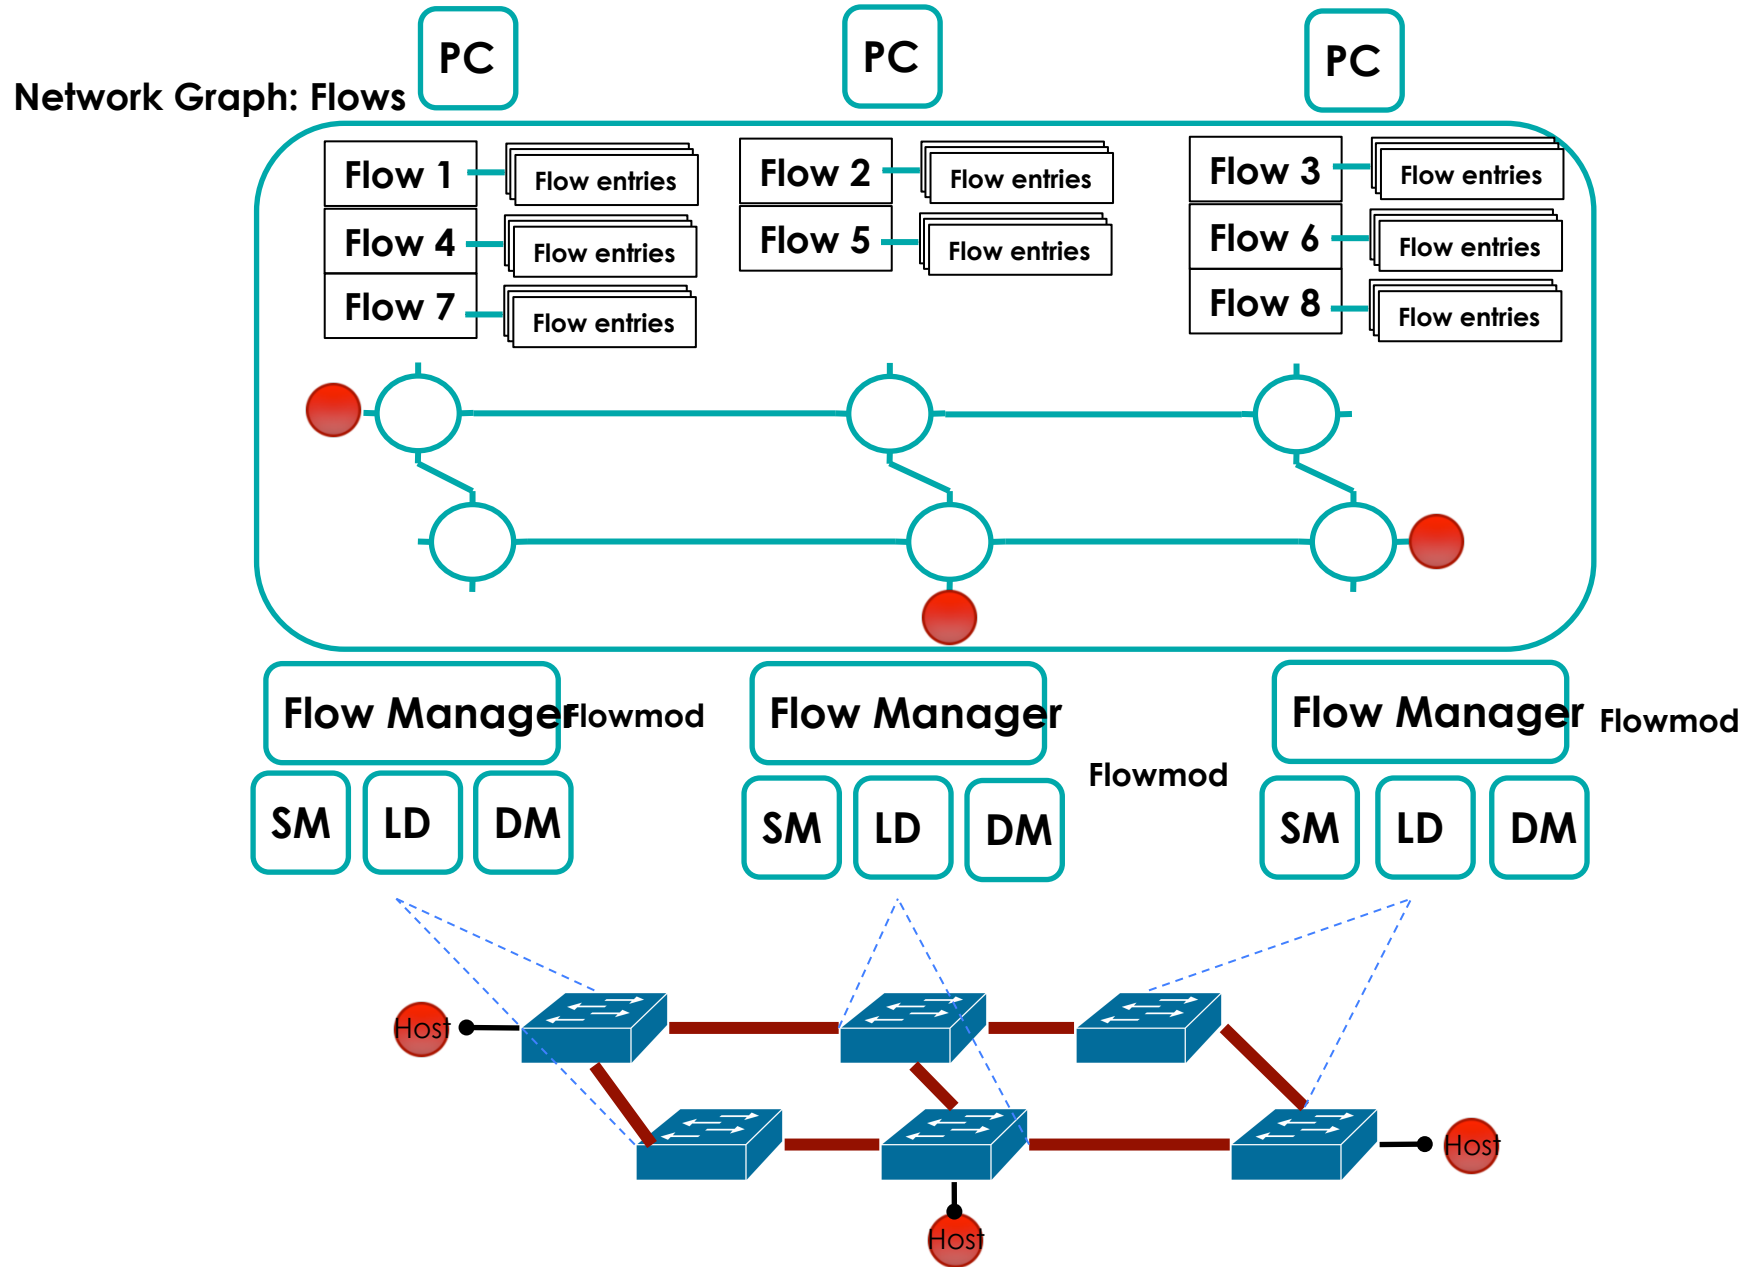 PC
PC
PC
Network Graph: Flows
Flow 1
Flow entries
Flow 2
Flow entries
Flow 3
Flow entries
Flow 4
Flow entries
Flow 5
Flow entries
Flow 6
Flow entries
Flow 7
Flow entries
Flow 8
Flow entries
Flow Manager
Flowmod
Flow Manager
Flowmod
Flow Manager
Flowmod
SM
LD
DM
SM
LD
DM
SM
LD
DM
Host
Host
Host